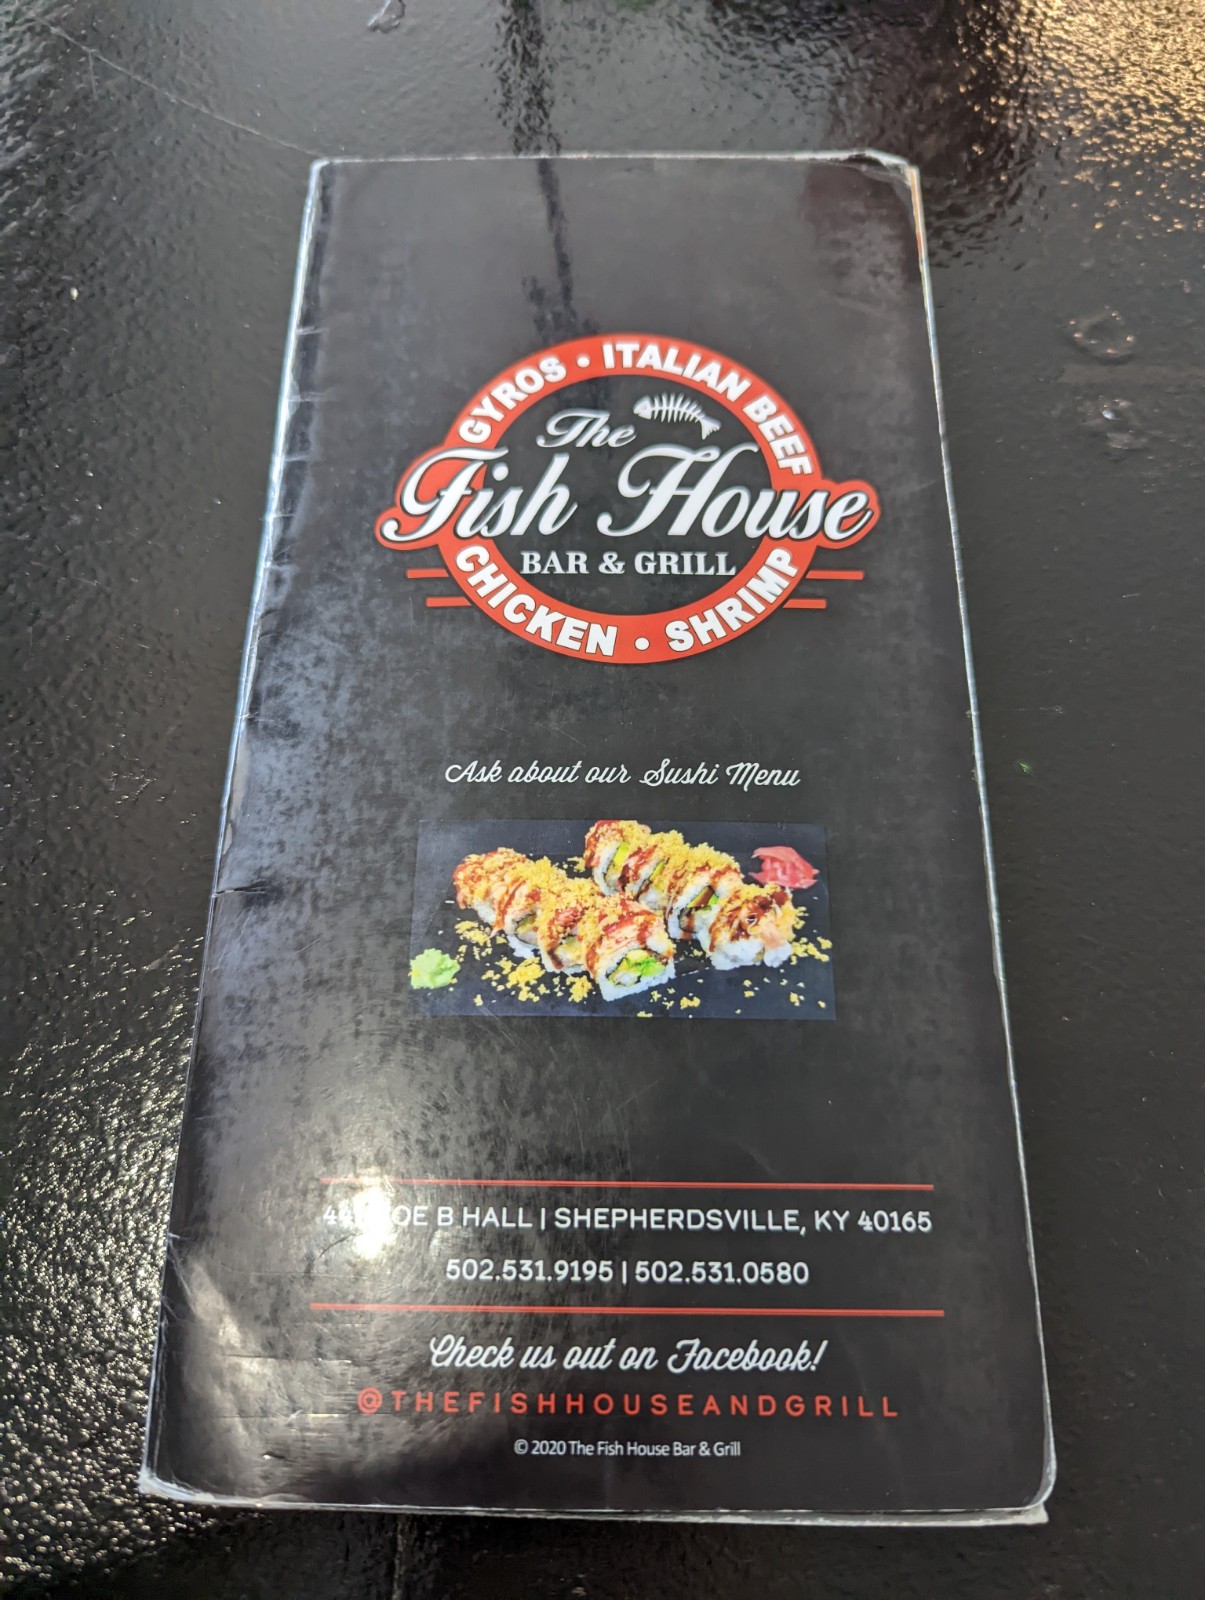 GYROS • ITALIAN BEEF
The
Fish House
BAR & GRILL
CHICKEN • SHRIMP
Ask about our Sushi Menu
B HALL | SHEPHERDSVILLE, KY 40165
502.531.9195 | 502.531.0580
Check us out on Facebook!
@THEFISHHOUSEANDGRILL
© 2020 The Fish House Bar & Grill